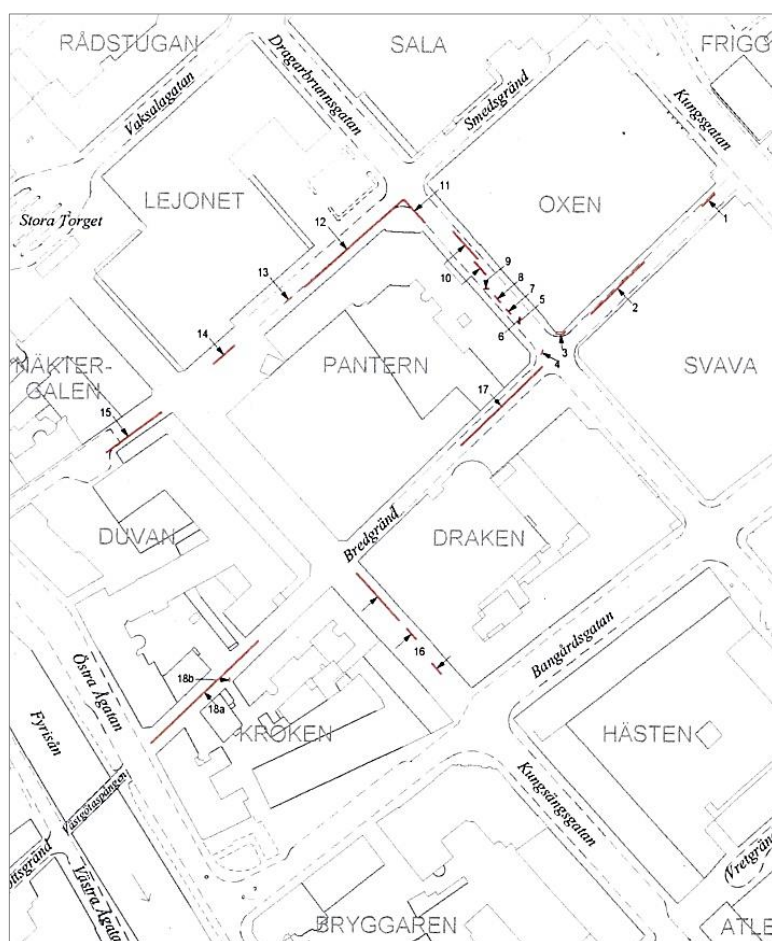 RÅDSTUGAN
SALA
FRIGG
Dragarbrunnsgatan
Vaksalagatan
Smedsgränd
Kungsgatan
LEJONET
OXEN
Stora Torget
11
12
1
9
10
8
7
5
13
2
6
3
14
4
NÄKTER-
GALEN
PANTERN
SVAVA
17
15
DUVAN
Bredgränd
DRAKEN
16
Bangårdsgatan
Östra Ågatan
18b
18a
Fyrisån
KROKEN
HÄSTEN
Västgötaspången
Kungsängsgatan
Västra Ågatan
Vretgränd
BRYGGAREN
ATLE